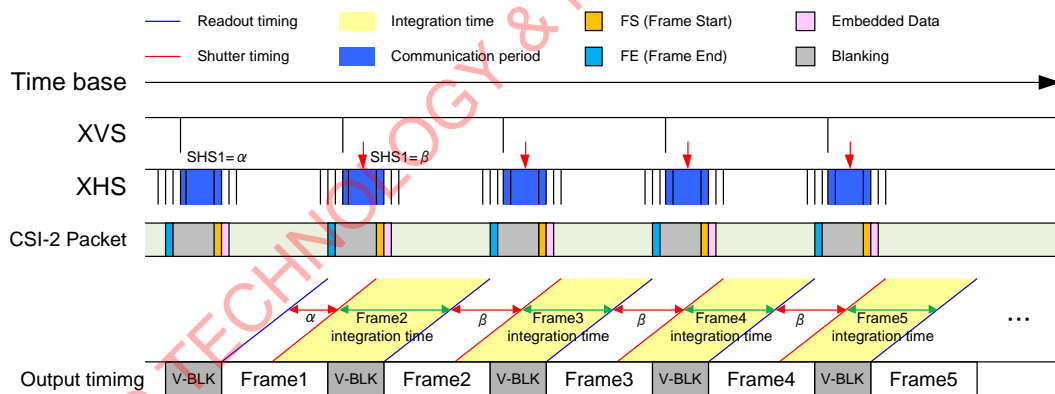 Readout timing
Integration time
FS (Frame Start)
Embedded Data
Shutter timing
Communication period
FE (Frame End)
Blanking
Time base
XVS
SHS1= α
SHS1= β
XHS
CSI-2 Packet
α
Frame2
integration time
β
Frame3
integration time
β
Frame4
integration time
β
Frame5
integration time
...
Output timimg
V-BLK
Frame1
V-BLK
Frame2
V-BLK
Frame3
V-BLK
Frame4
V-BLK
Frame5
TECHNOLOGY &